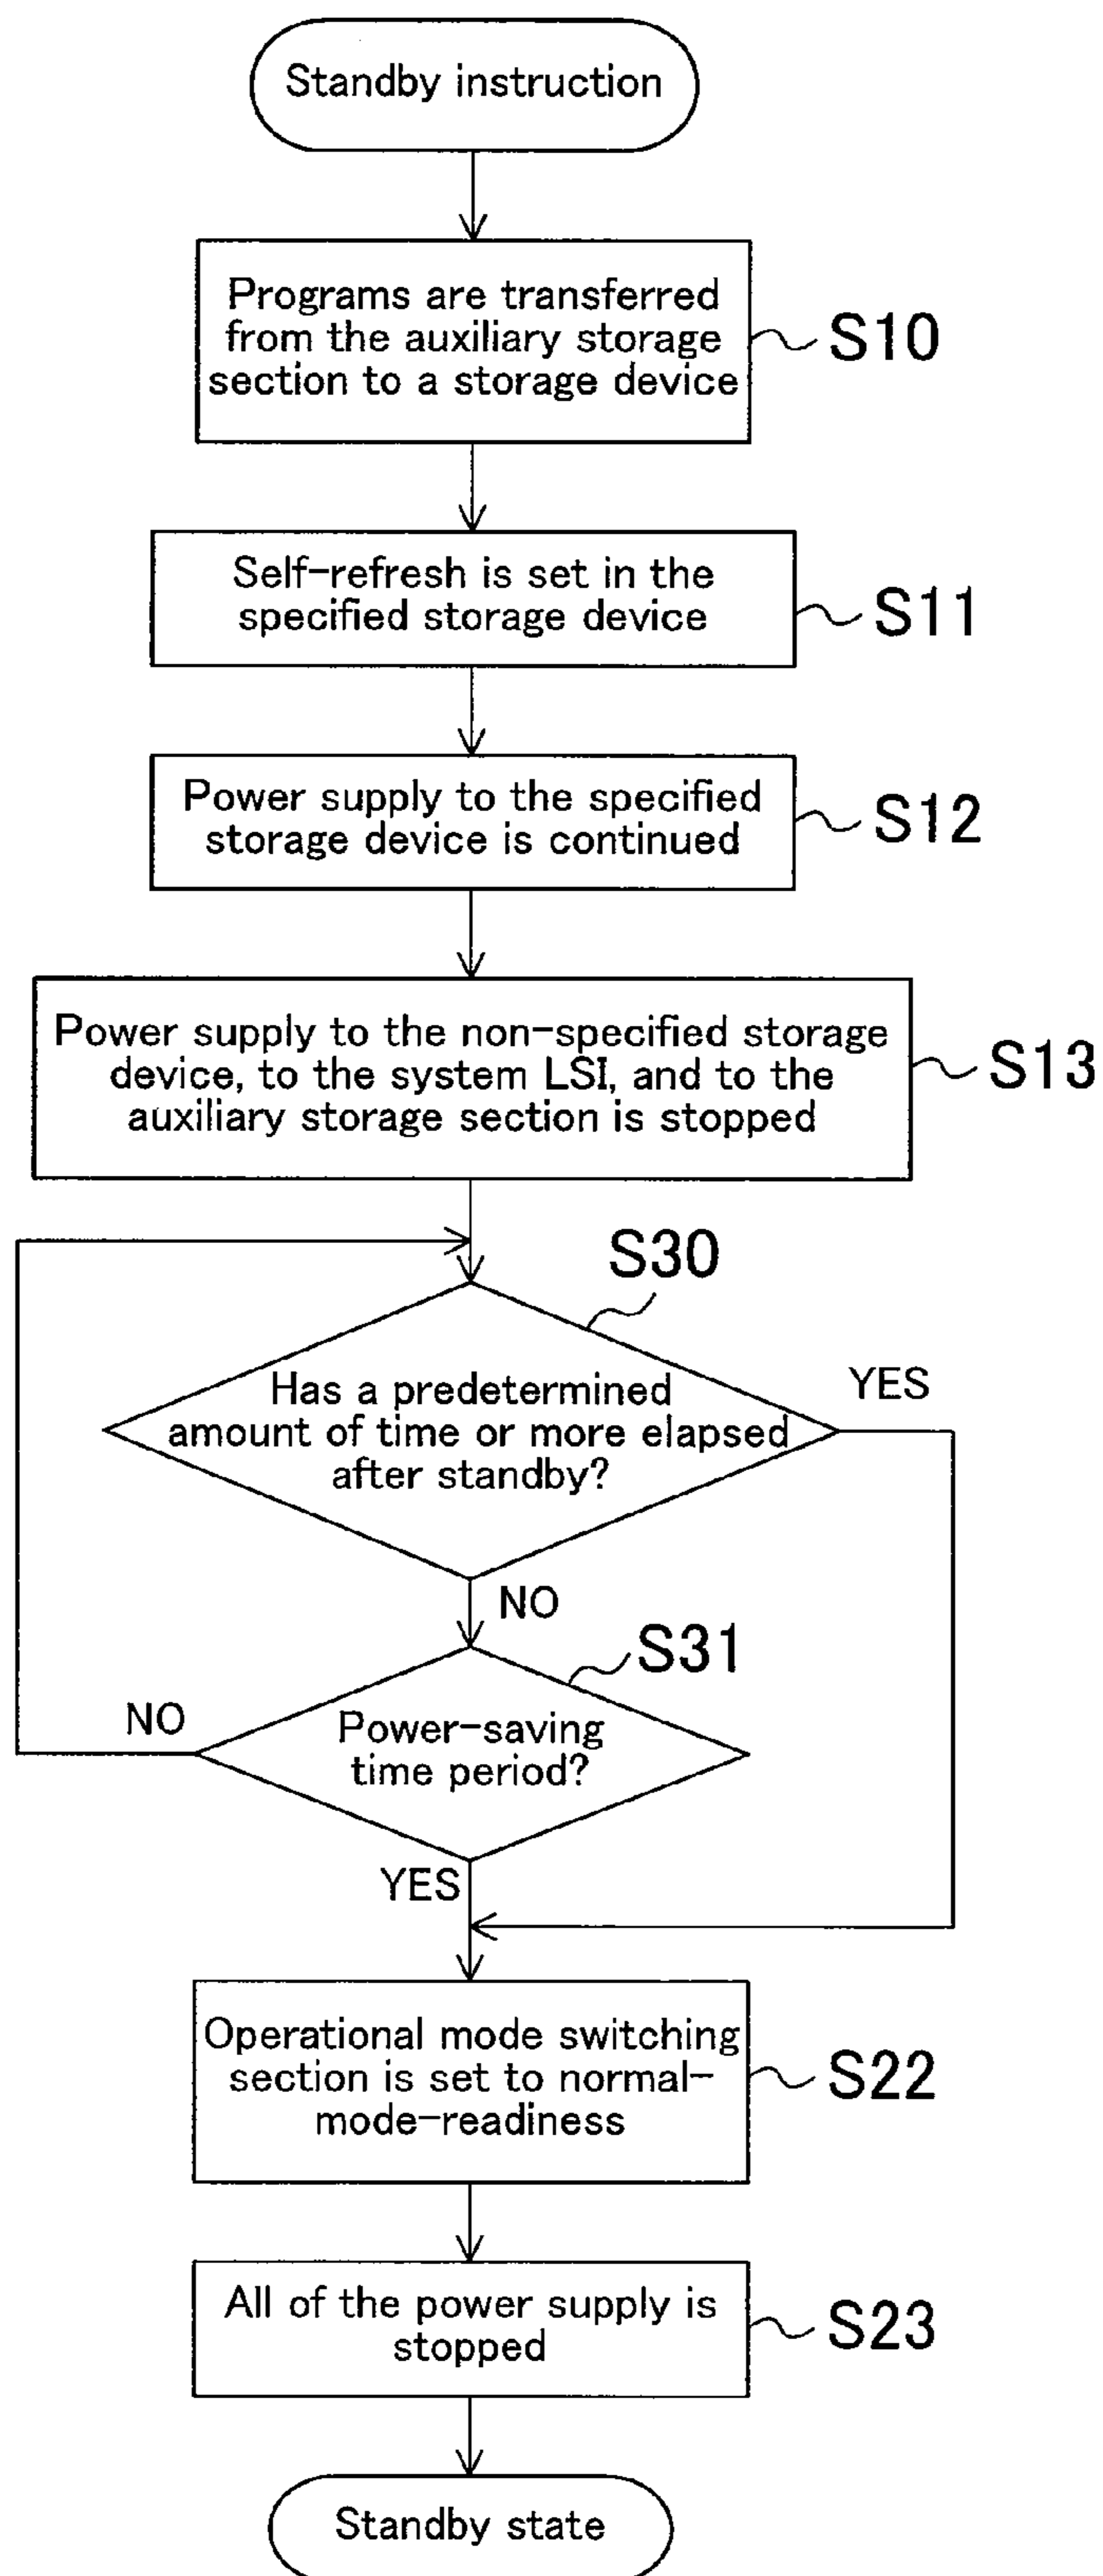 Standby instruction
Programs are transferred
from the auxiliary storage
section to a storage device
S10
Self-refresh is set in the
specified storage device
S11
Power supply to the specified
storage device is continued
S12
Power supply to the non-specified storage
device, to the system LSI, and to the
auxiliary storage section is stopped
S13
S30
Has a predetermined
amount of time or more elapsed
after standby?
YES
NO
S31
Power-saving
time period?
NO
YES
Operational mode switching
section is set to normal-
mode-readiness
S22
All of the power supply is
stopped
S23
Standby state